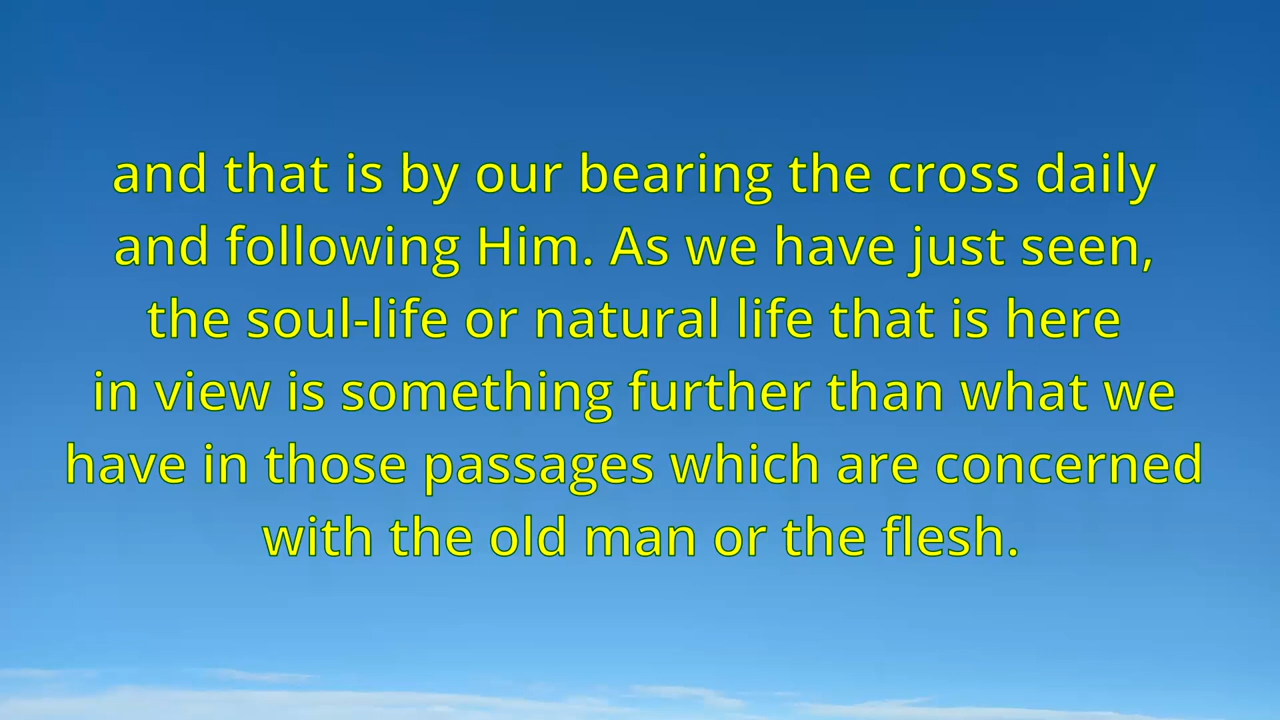 and that is by our bearing the cross daily
and following Him. As we have just seen,
the soul-life or natural life that is here
in view is something further than what we
have in those passages which are concerned
with the old man or the flesh.